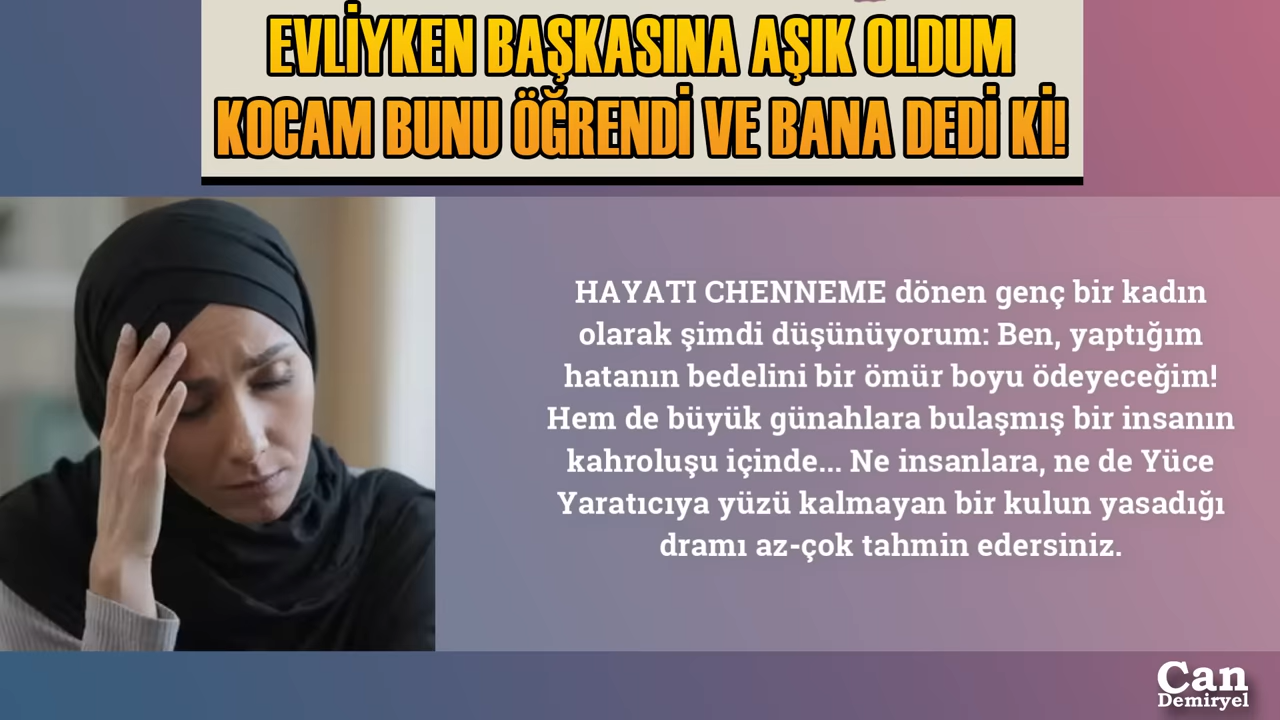 EVLİYKEN BAŞKASINA AŞIK OLDUM
KOCAM BUNU ÖĞRENDİ VE BANA DEDİ Kİ!
HAYATI CHENNEME dönen genç bir kadın
olarak şimdi düşünüyorum: Ben, yaptığım
hatanın bedelini bir ömür boyu ödeyeceğim!
Hem de büyük günahlara bulaşmış bir insanın
kahroluşu içinde... Ne insanlara, ne de Yüce
Yaratıcıya yüzü kalmayan bir kulun yasadığı
dramı az-çok tahmin edersiniz.
Can
Demiryel